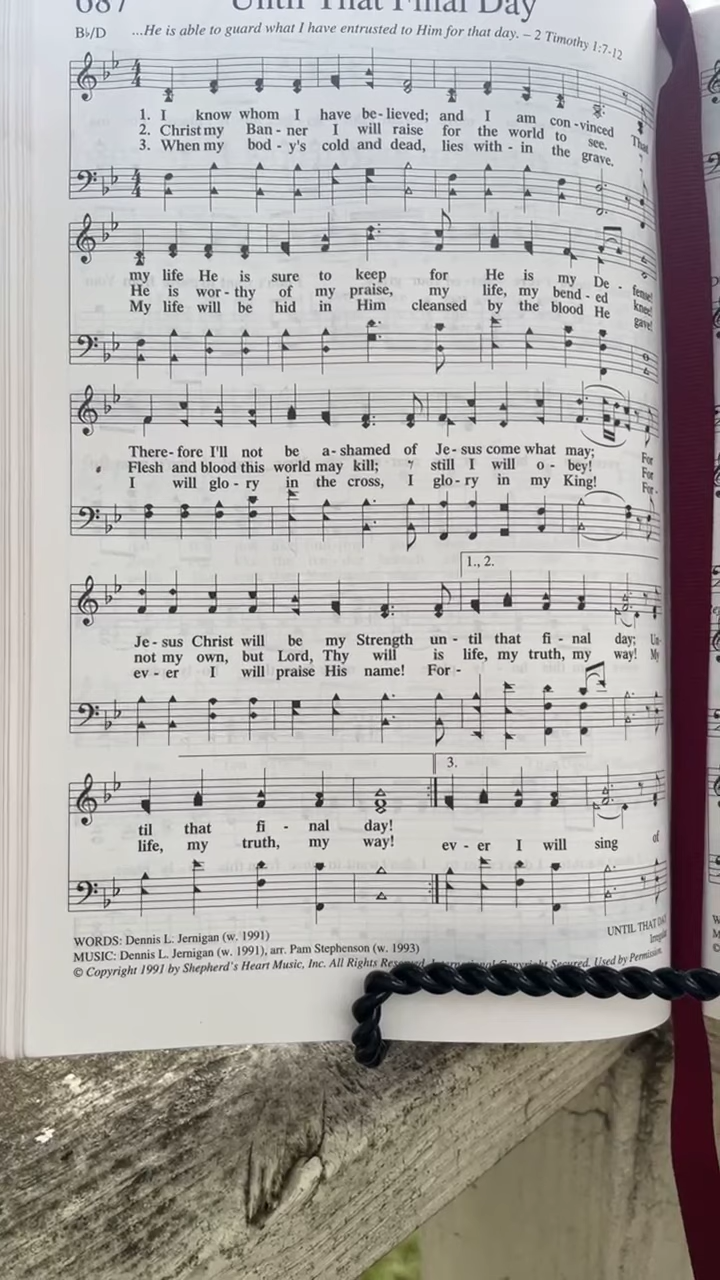 687 Until That Final Day
B♭/D ...He is able to guard what I have entrusted to Him for that day. – 2 Timothy 1:7-12
1. I know whom I have be - lieved; and I am con - vinced That
2. Christ my Ban - ner I will raise for the world to see.
3. When my bod - y's cold and dead, lies with - in the grave.
my life He is sure to keep for He is my De - fense!
He is wor - thy of my praise, my life, my bend - ed knee!
My life will be hid in Him cleansed by the blood He gave!
There- fore I'll not be a- shamed of Je- sus come what may; For
Flesh and blood this world may kill; still I will o - bey! For
I will glo - ry in the cross, I glo- ry in my King! For-
1., 2.
Je - sus Christ will be my Strength un - til that fi - nal day; Un-
not my own, but Lord, Thy will is life, my truth, my way! My
ev - er I will praise His name! For -
3.
til that fi - nal day!
life, my truth, my way! ev - er I will sing of
WORDS: Dennis L. Jernigan (w. 1991)
MUSIC: Dennis L. Jernigan (w. 1991), arr. Pam Stephenson (w. 1993)
UNTIL THAT DAY
Irregular
© Copyright 1991 by Shepherd's Heart Music, Inc. All Rights Reserved. International Copyright Secured. Used by Permission.